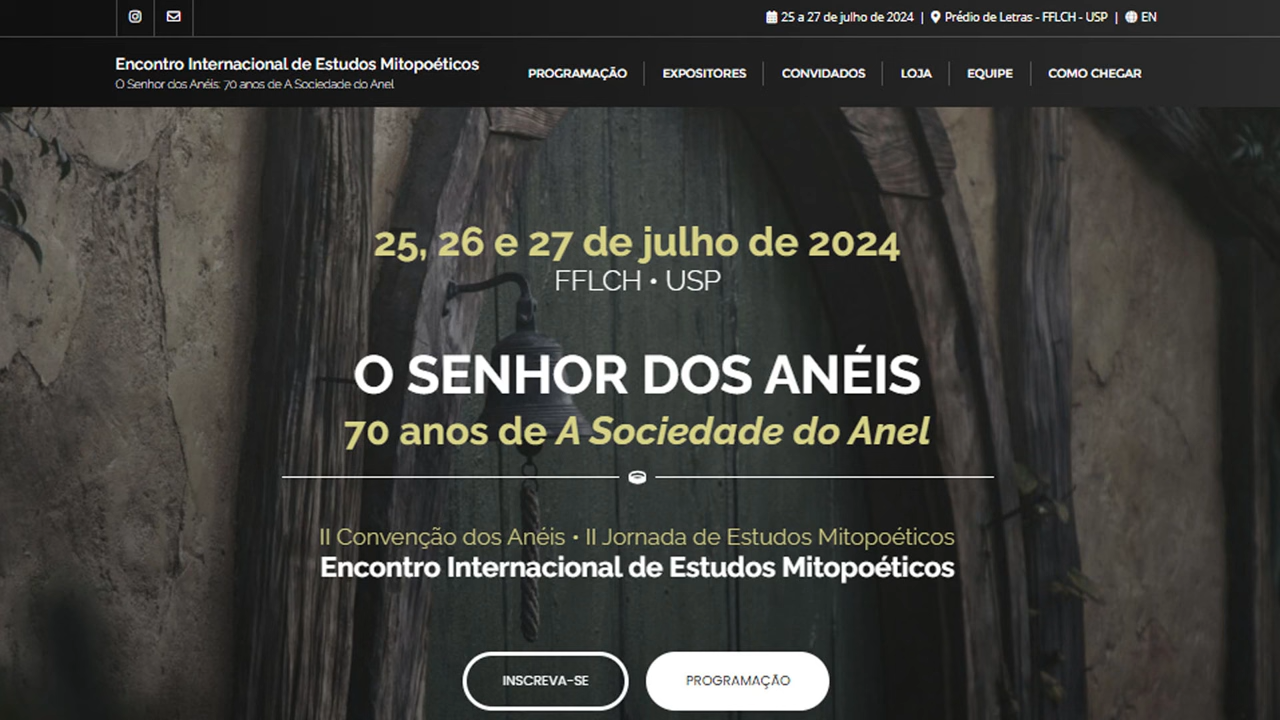 25 a 27 de julho de 2024 | Prédio de Letras - FFLCH - USP | EN
Encontro Internacional de Estudos Mitopoéticos
O Senhor dos Anéis: 70 anos de A Sociedade do Anel
PROGRAMAÇÃO EXPOSITORES CONVIDADOS LOJA EQUIPE COMO CHEGAR
25, 26 e 27 de julho de 2024
FFLCH • USP
O SENHOR DOS ANÉIS
70 anos de A Sociedade do Anel
II Convenção dos Anéis • II Jornada de Estudos Mitopoéticos
Encontro Internacional de Estudos Mitopoéticos
INSCREVA-SE PROGRAMAÇÃO